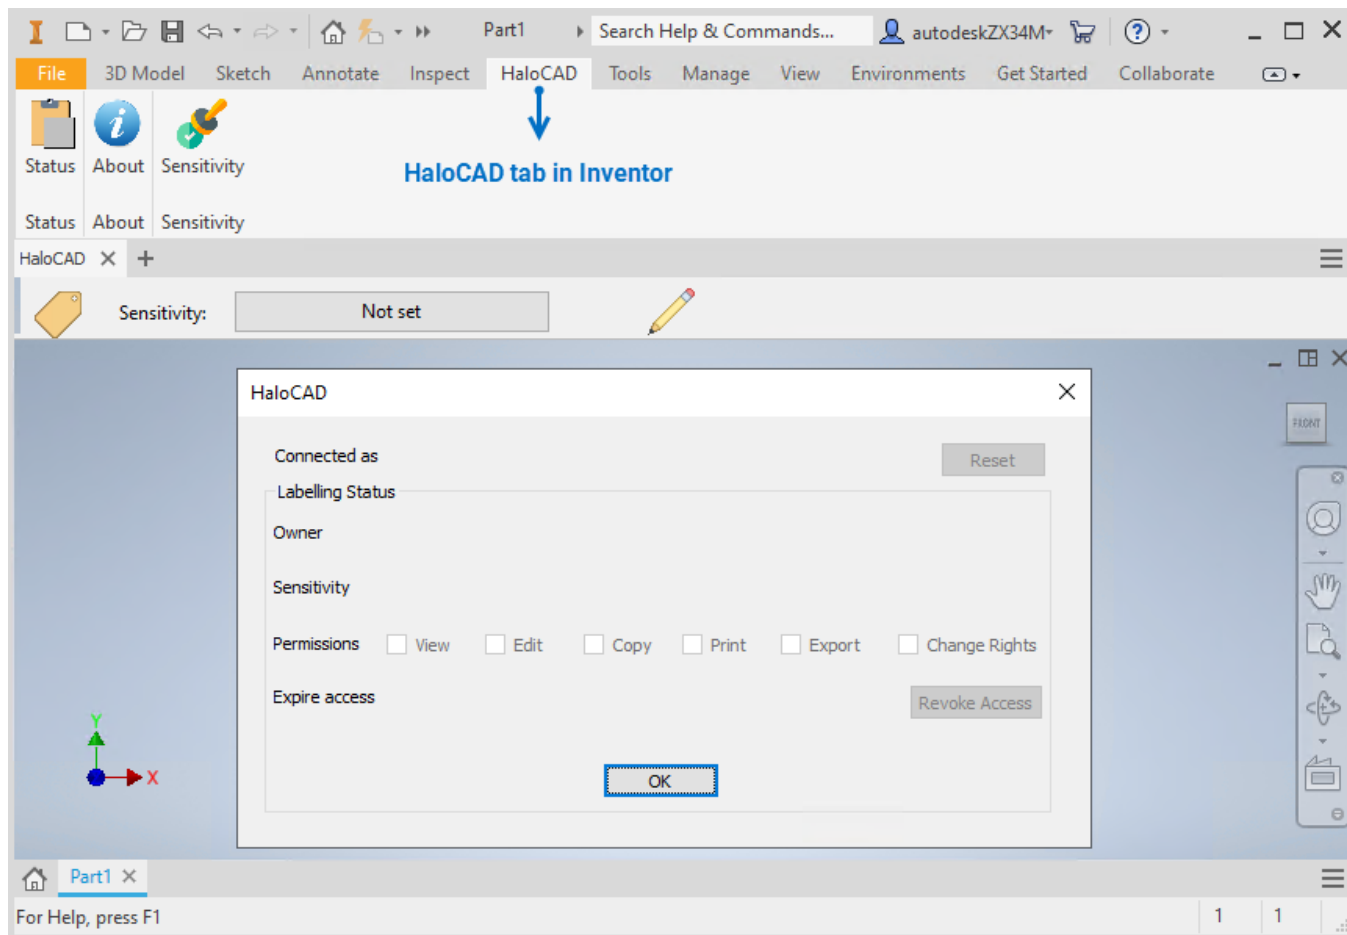 Part1 Search Help & Commands... autodeskZX34M
File 3D Model Sketch Annotate Inspect HaloCAD Tools Manage View Environments Get Started Collaborate
Status About Sensitivity
HaloCAD tab in Inventor
Status About Sensitivity
HaloCAD
Sensitivity: Not set
HaloCAD
FRONT
Connected as Reset
Labelling Status
Owner
Sensitivity
Permissions View Edit Copy Print Export Change Rights
Expire access Revoke Access
Y
X
OK
Part1
For Help, press F1 1 1